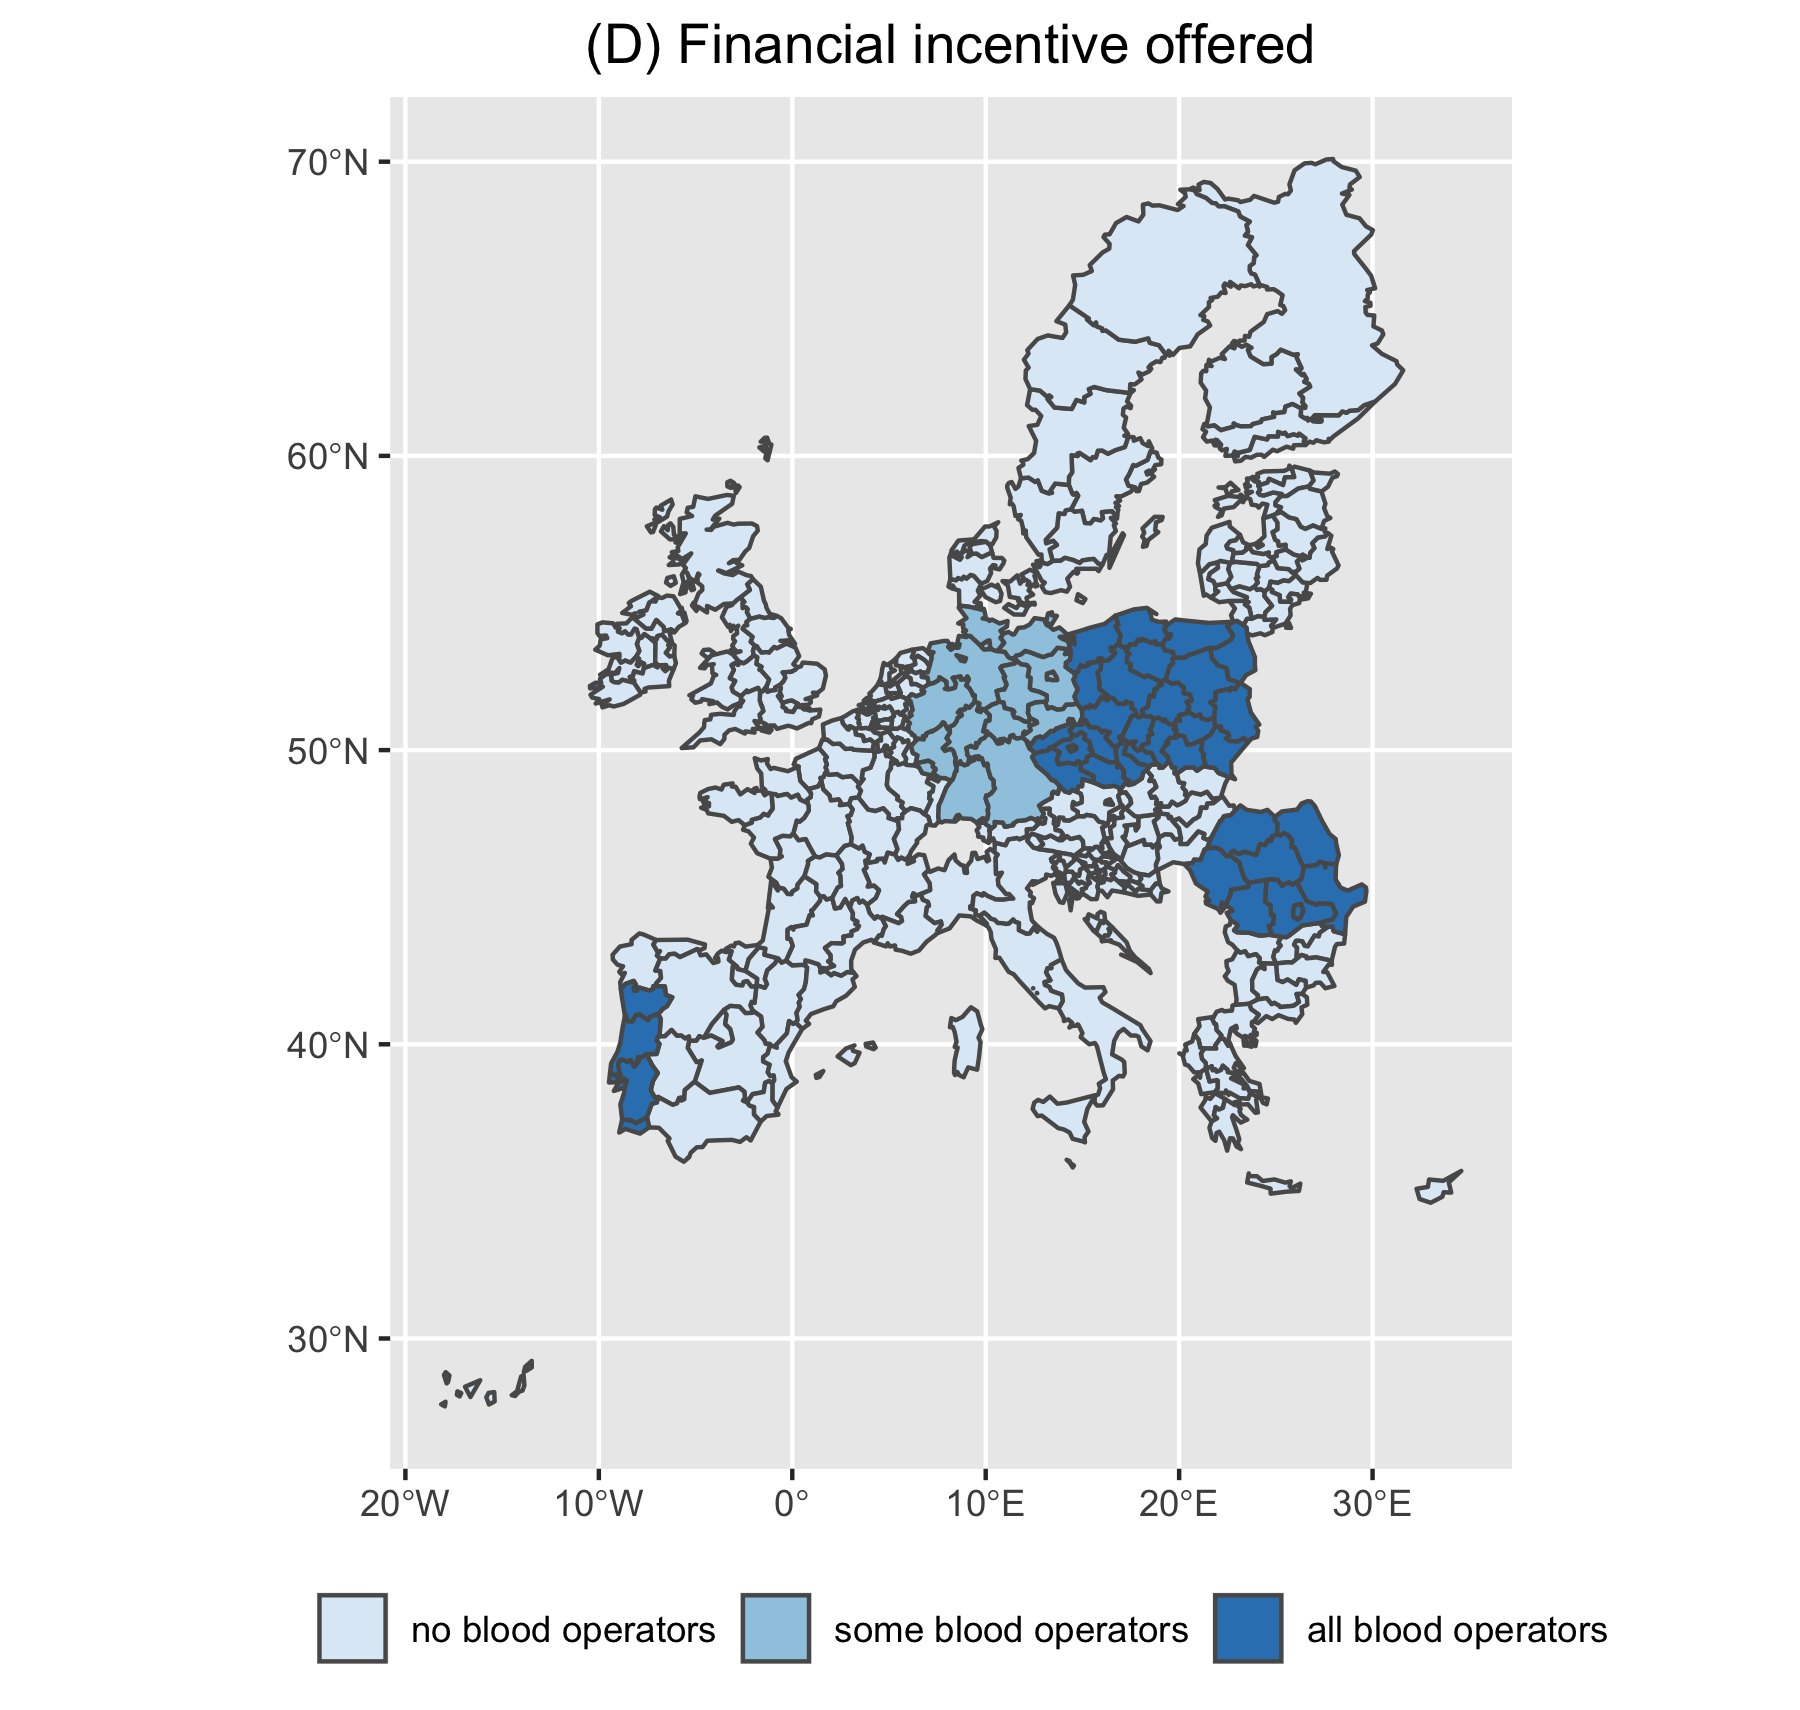 (D) Financial incentive offered
70°N
60°N
50°N
40°N
30°N
20°W 10°W 0° 10°E 20°E 30°E
no blood operators some blood operators all blood operators